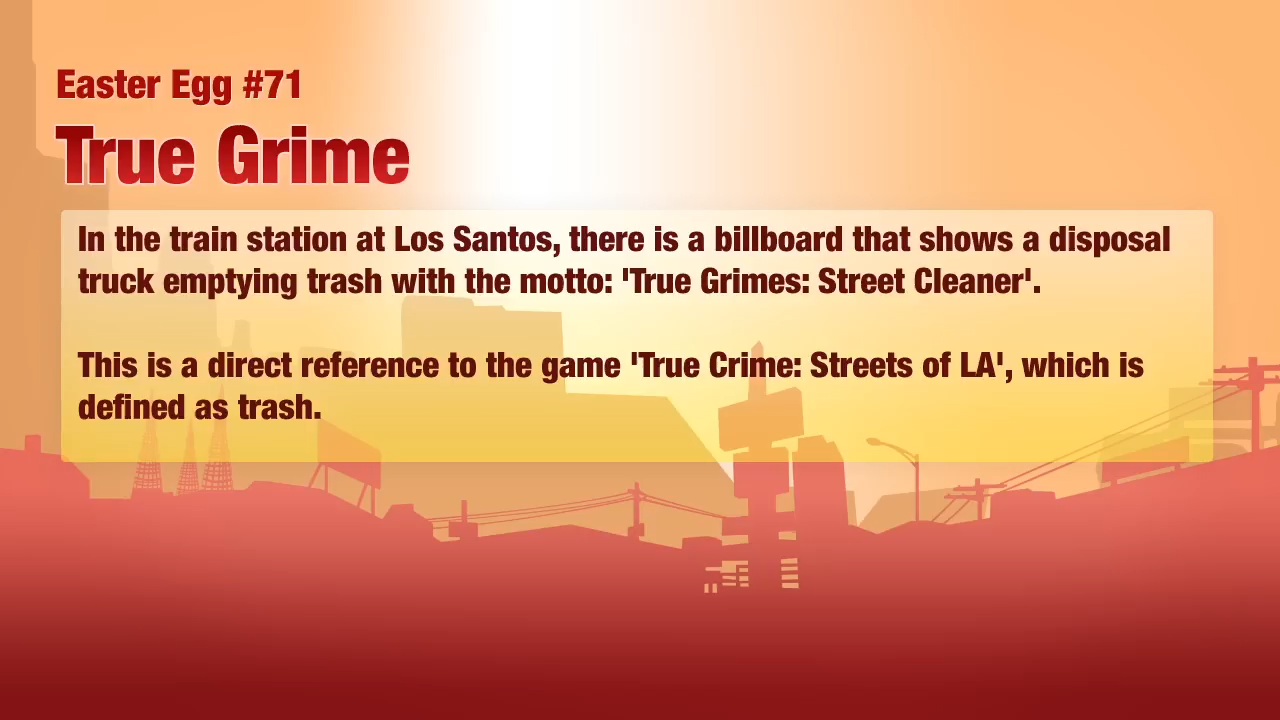 Easter Egg #71
True Grime
In the train station at Los Santos, there is a billboard that shows a disposal
truck emptying trash with the motto: 'True Grimes: Street Cleaner'.
This is a direct reference to the game 'True Crime: Streets of LA', which is
defined as trash.